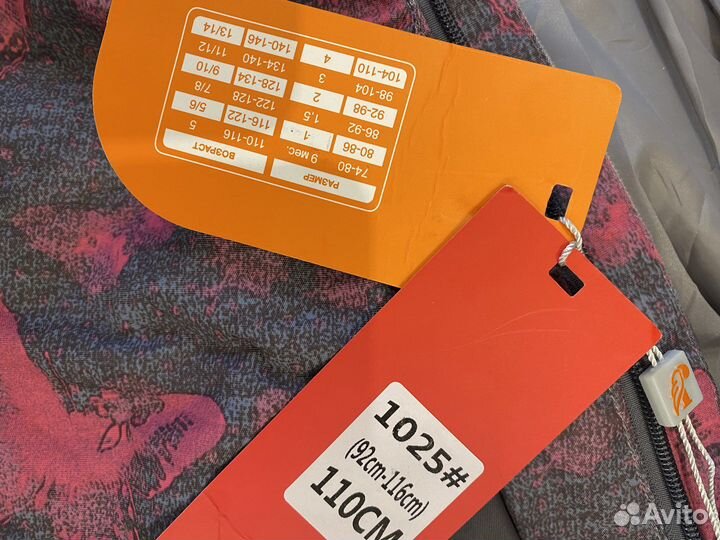 РАЗМЕР ВОЗРАСТ
74-80 9 мес. 110-116 5
80-86 1 116-122 5/6
86-92 1.5 122-128 7/8
92-98 2 128-134 9/10
98-104 3 134-140 11/12
104-110 4 140-146 13/14
1025#
(92cm-116cm)
110CM
Avito